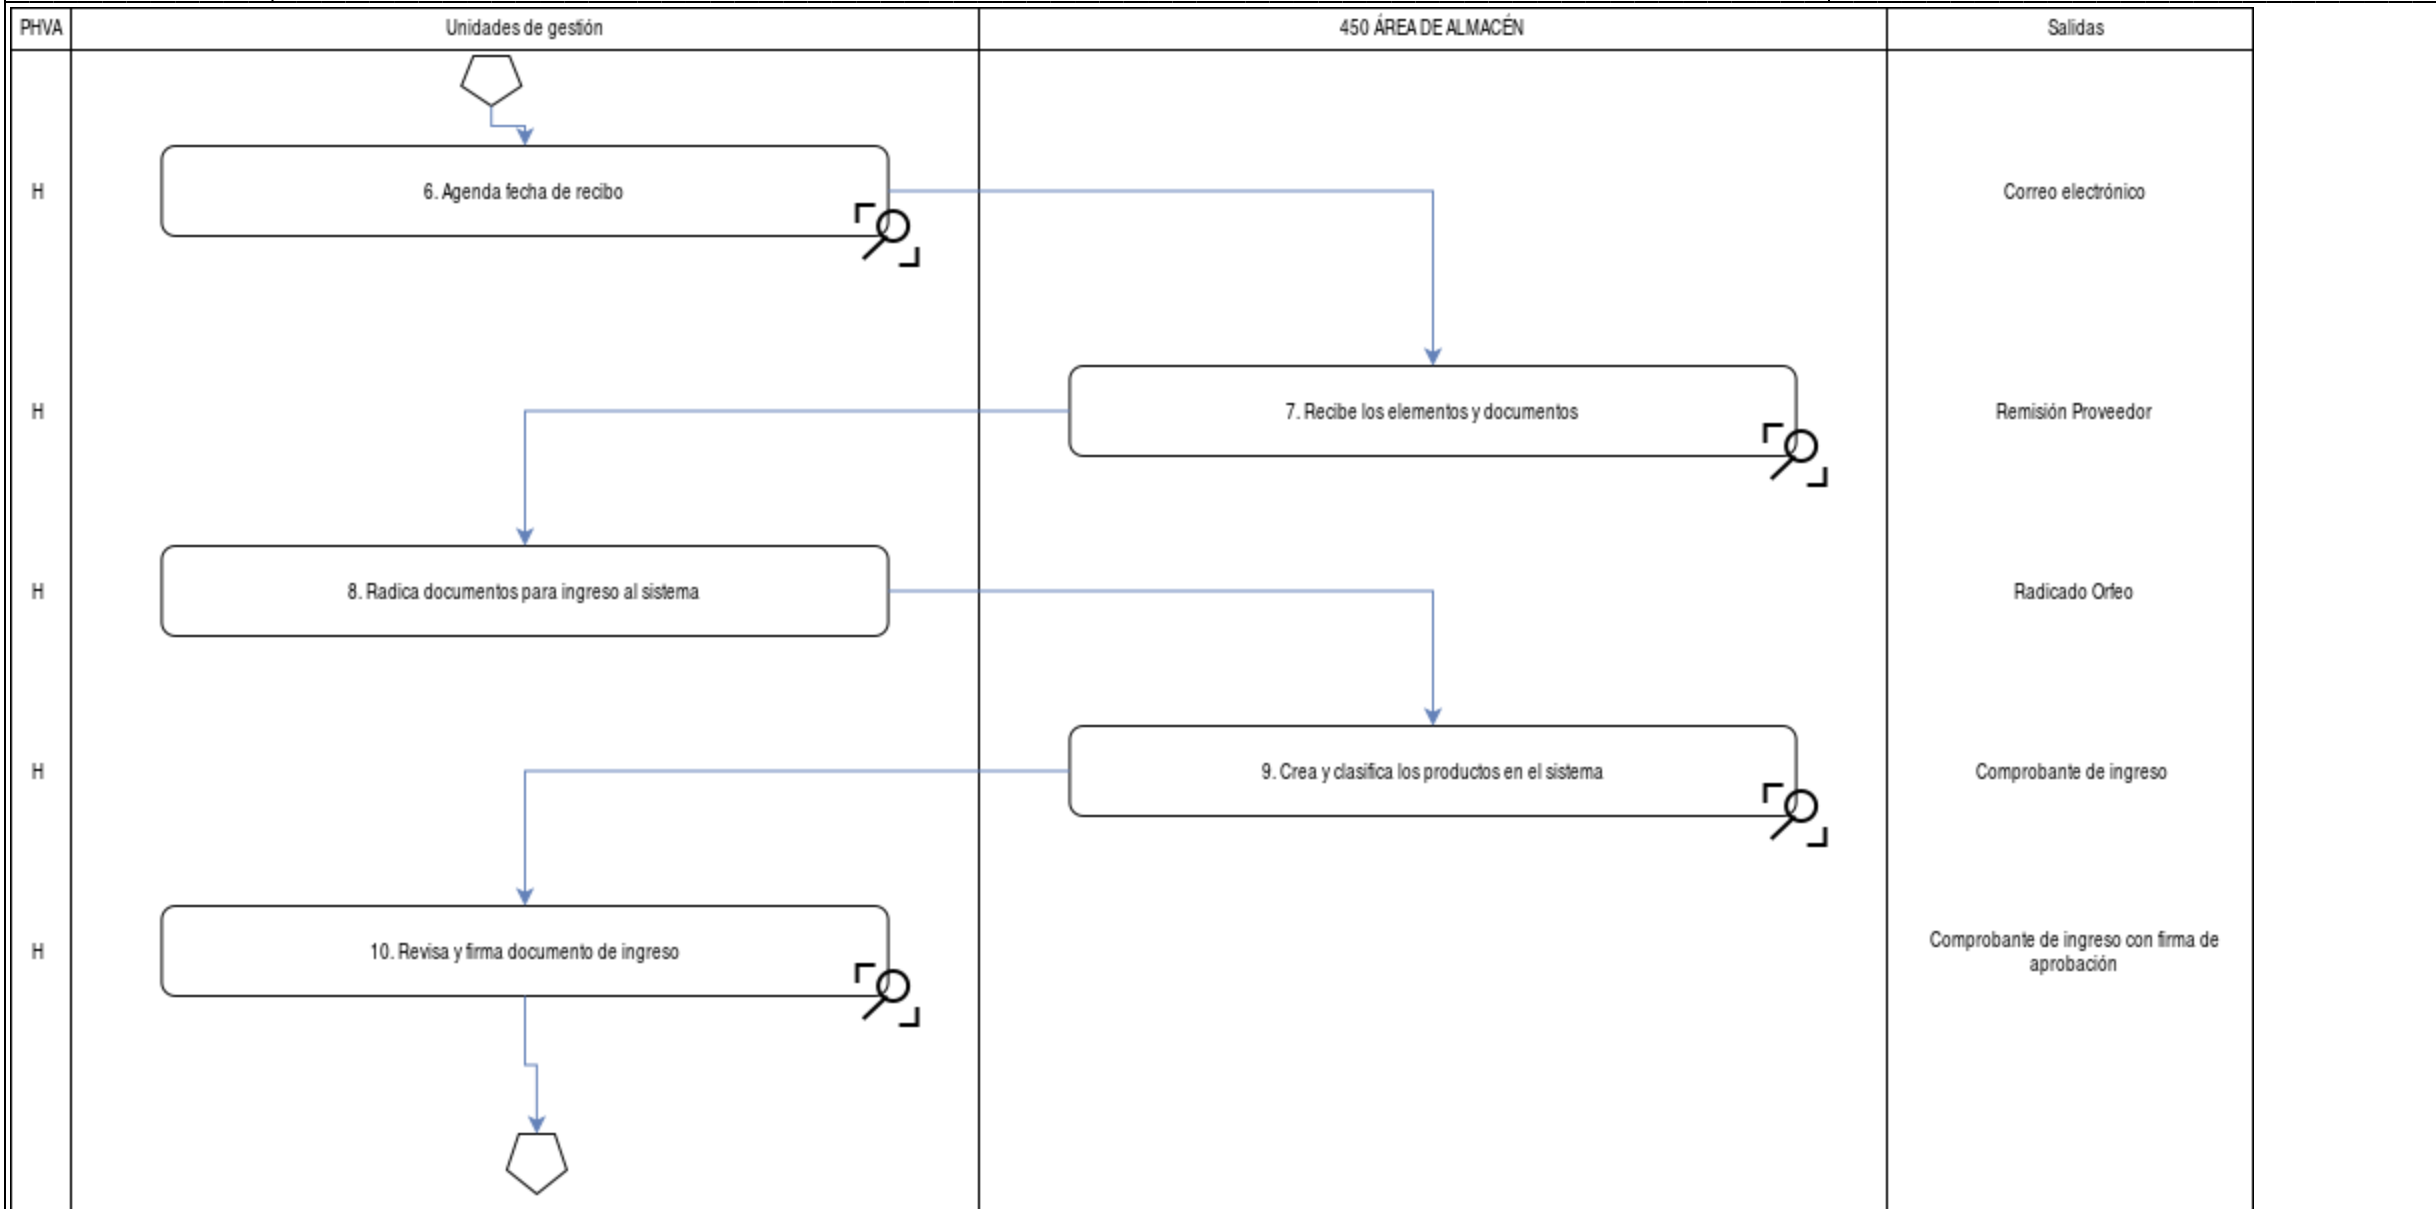 PHVA
Unidades de gestión
450 ÁREA DE ALMACÉN
Salidas
H
6. Agenda fecha de recibo
Correo electrónico
H
7. Recibe los elementos y documentos
Remisión Proveedor
H
8. Radica documentos para ingreso al sistema
Radicado Orfeo
H
9. Crea y clasifica los productos en el sistema
Comprobante de ingreso
H
10. Revisa y firma documento de ingreso
Comprobante de ingreso con firma de
aprobación